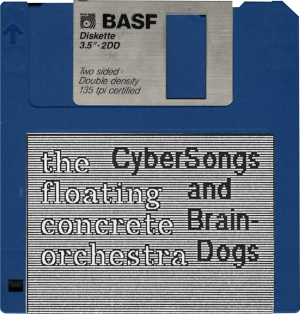 BASF
Diskette
3.5"-2DD
Two sided -
Double density
135 tpi certified
the
floating
concrete
orchestra
CyberSongs
and
Brain-
Dogs